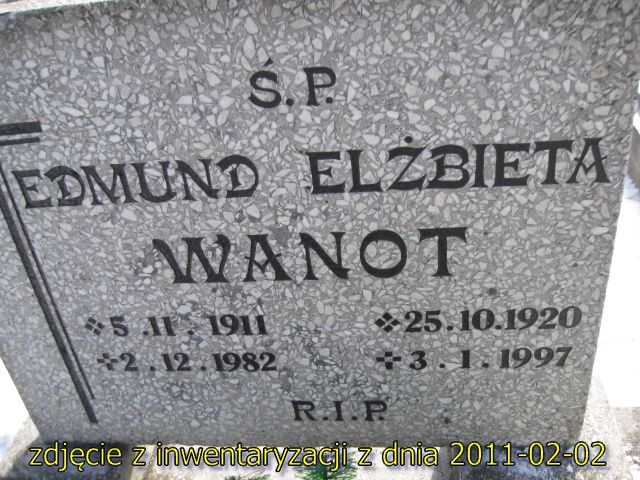 Ś.P.
EDMUND ELŻBIETA
WANOT
5.11.1911 25.10.1920
2.12.1982 3.1.1997
R.I.P.
zdjęcie z inwentaryzacji z dnia 2011-02-02